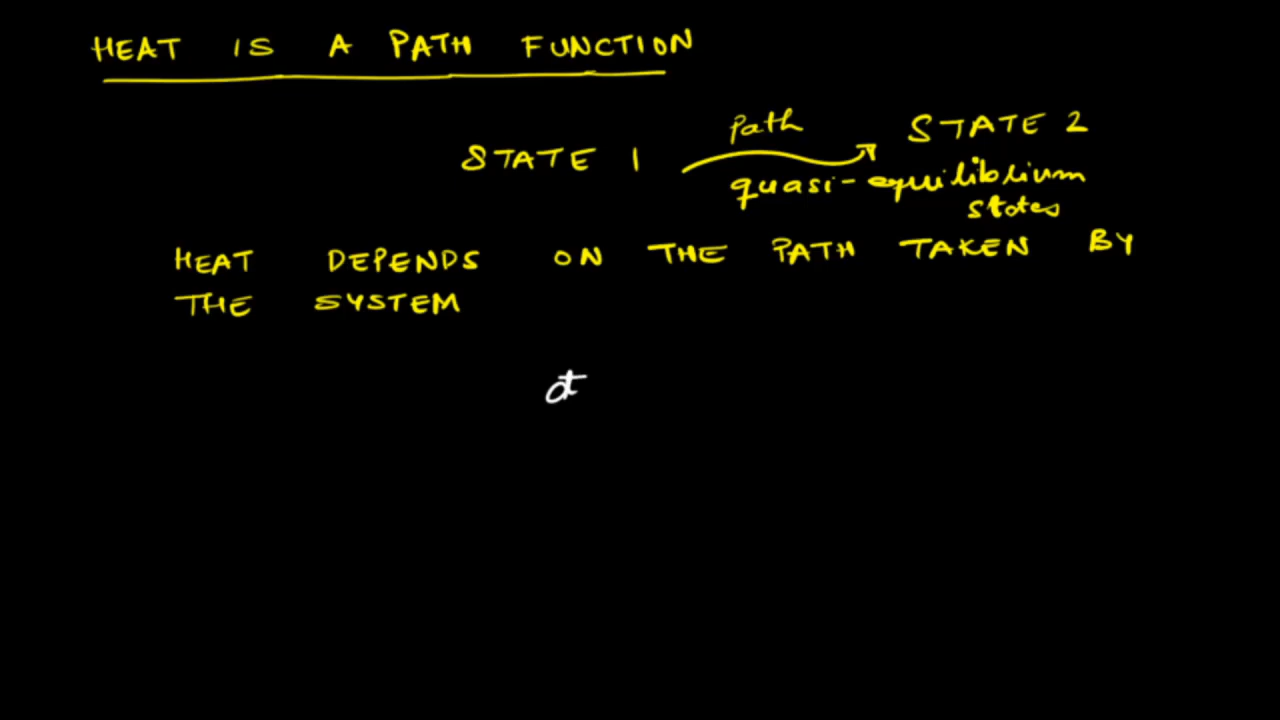 HEAT IS A PATH FUNCTION
path
STATE 1 STATE 2
quasi-equilibrium
states
HEAT DEPENDS ON THE PATH TAKEN BY
THE SYSTEM
đ